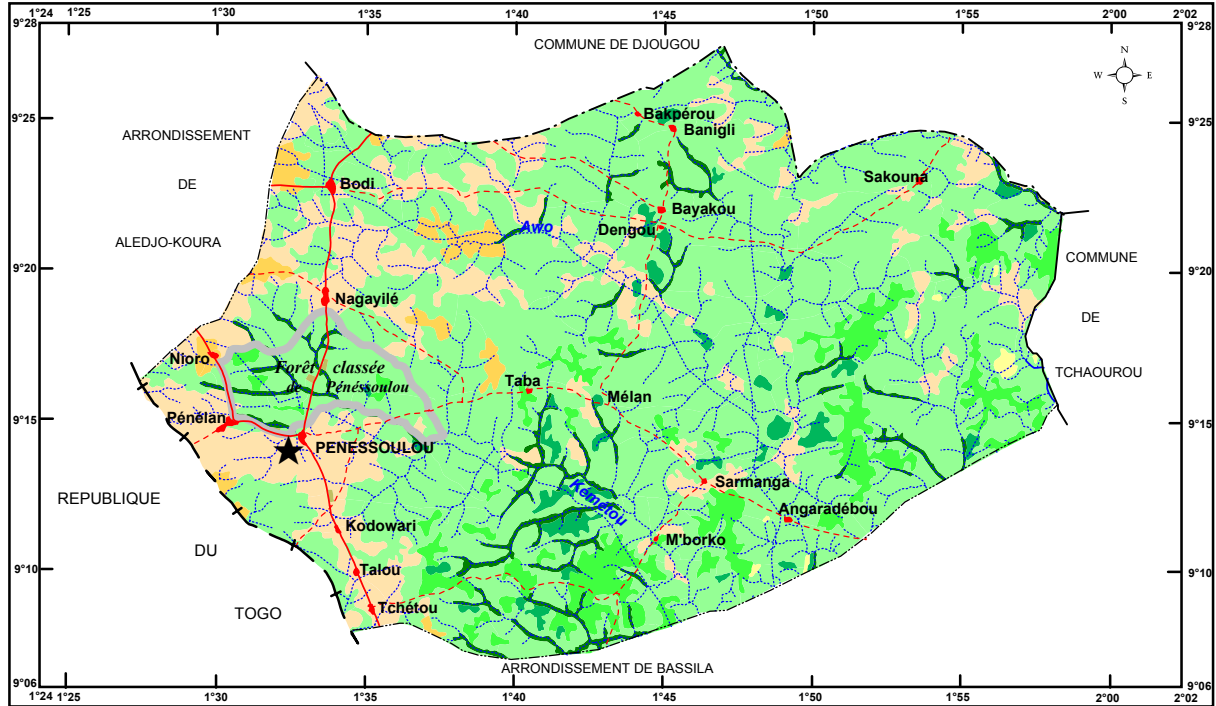 1°24 1°25 1°30 1°35 1°40 1°45 1°50 1°55 2°00 2°02
9°28 9°28
COMMUNE DE DJOUGOU
N
W E
S
9°25 9°25
Bakpérou
Banigli
ARRONDISSEMENT
DE
ALEDJO-KOURA
Bodi
Sakouna
Bayakou
Awo
Dengou
COMMUNE
DE
TCHAOUROU
9°20 9°20
Nagayilé
Nioro
Forêt classée
de Pénéssoulou
Taba
Mélan
9°15 9°15
Pénélan
PENESSOULOU
REPUBLIQUE
DU
TOGO
Sarmanga
Kémétou
Angaradébou
Kodowari
M'borko
9°10 9°10
Talou
Tchétou
ARRONDISSEMENT DE BASSILA
9°06 9°06
1°24 1°25 1°30 1°35 1°40 1°45 1°50 1°55 2°00 2°02